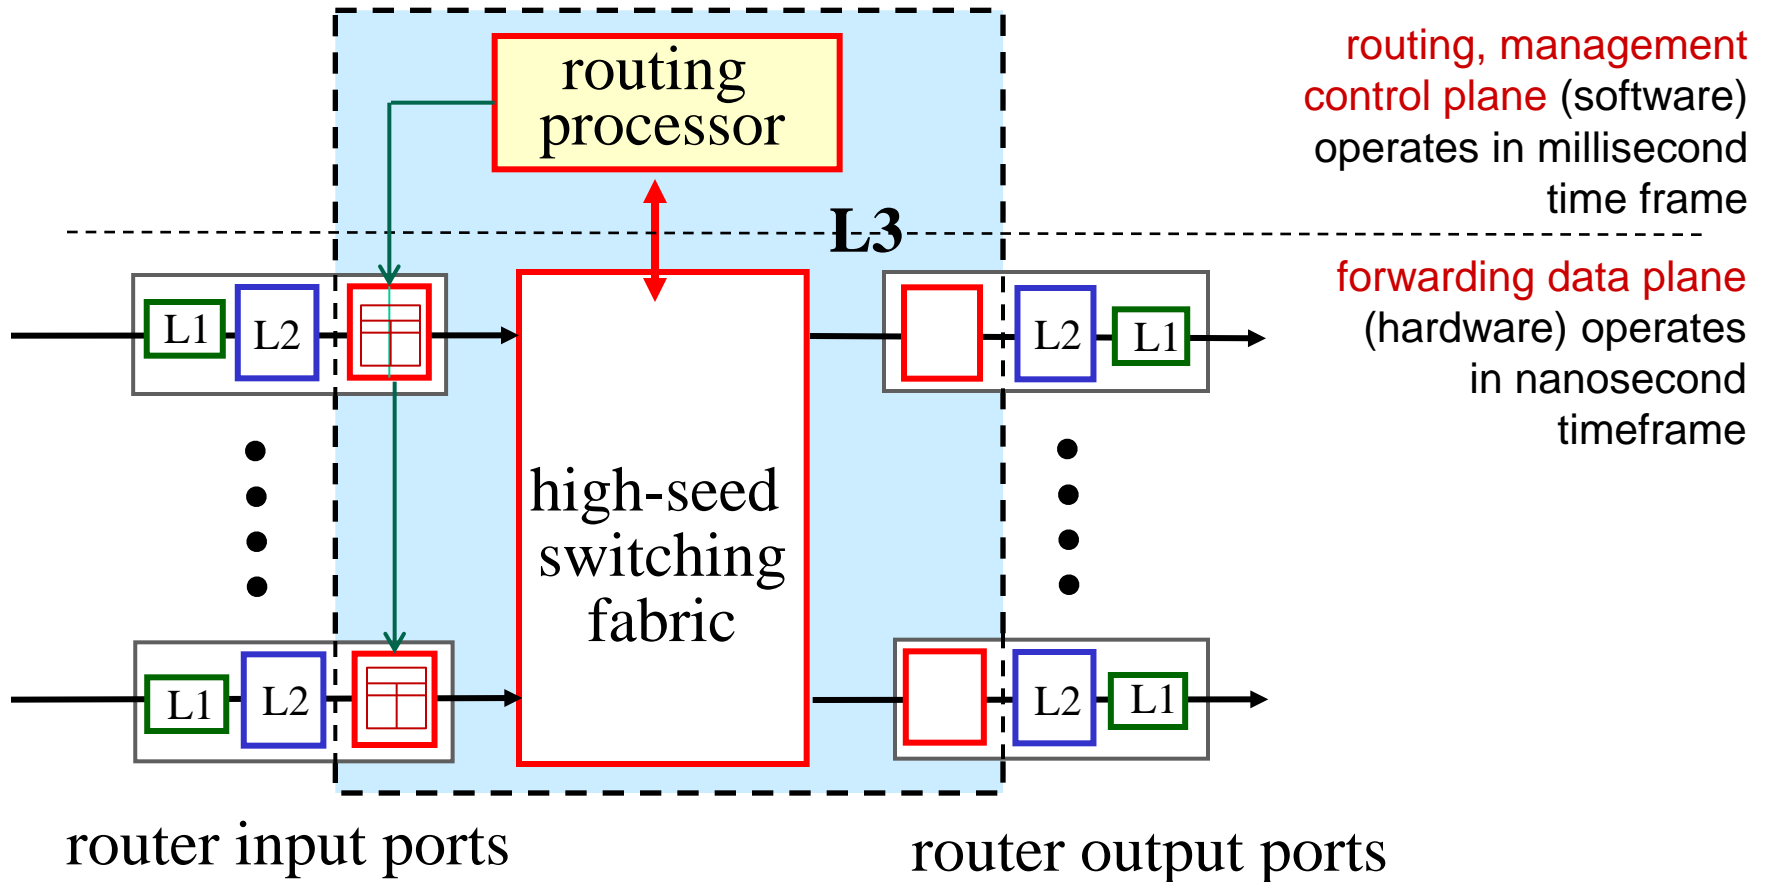 routing
processor
routing, management
control plane (software)
operates in millisecond
time frame
L3
forwarding data plane
(hardware) operates
in nanosecond
timeframe
L1
L2
L2
L1
high-seed
switching
fabric
L1
L2
L2
L1
router input ports
router output ports